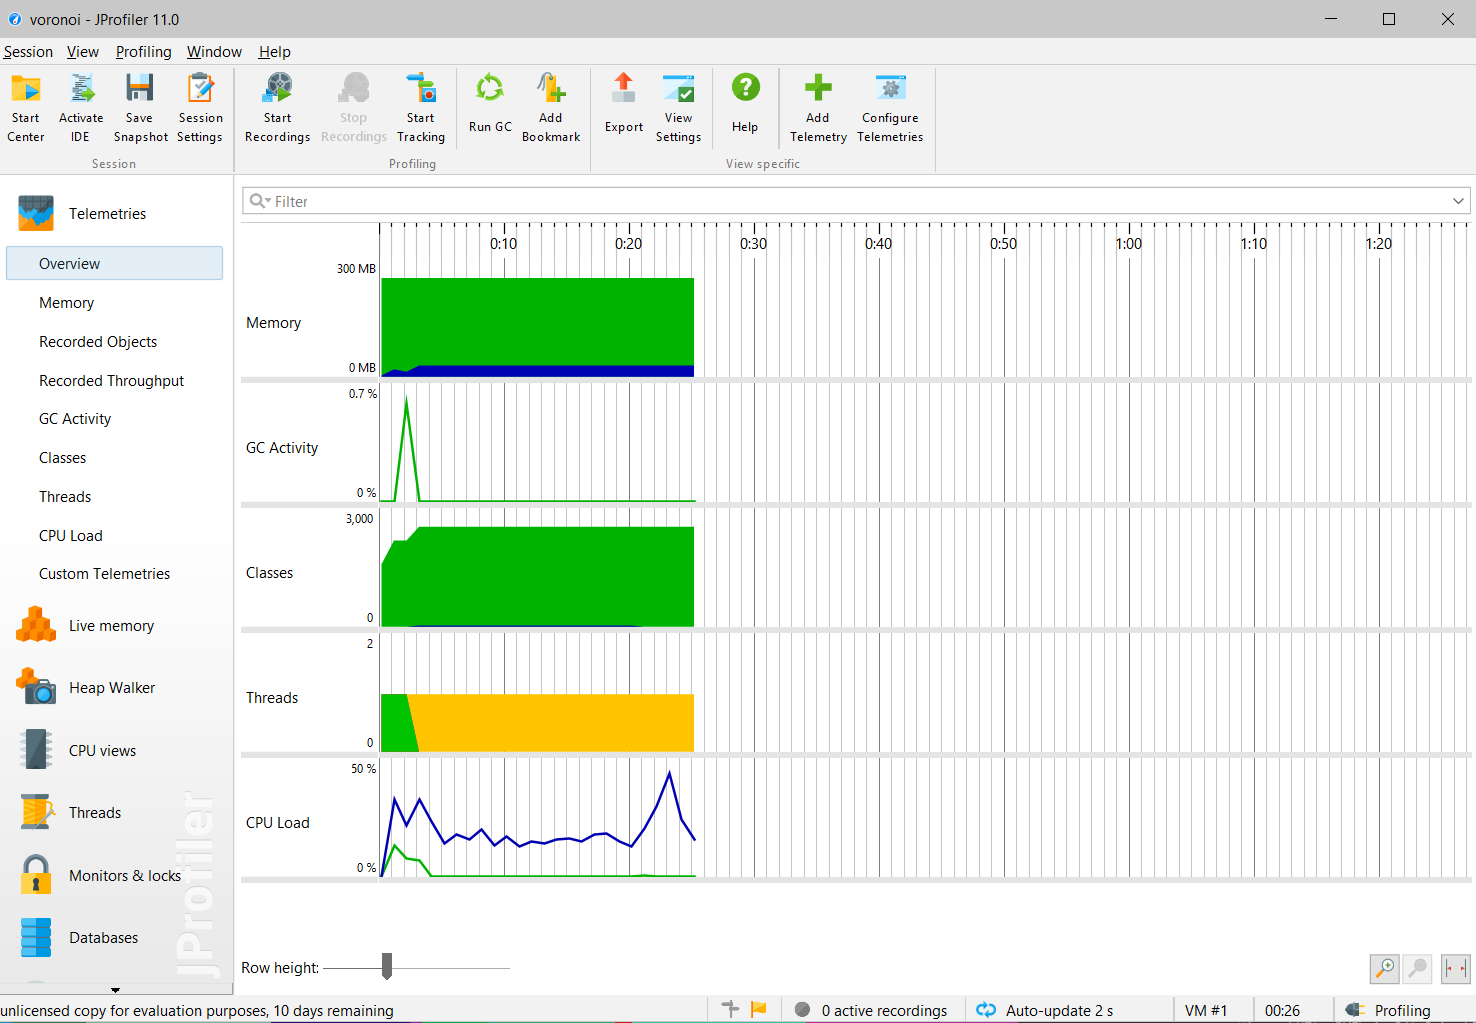 voronoi - JProfiler 11.0
Session View Profiling Window Help
Start Center
Activate IDE
Save Snapshot
Session Settings
Start Recordings
Stop Recordings
Start Tracking
Run GC
Add Bookmark
Export
View Settings
Help
Add Telemetry
Configure Telemetries
Session
Profiling
View specific
Telemetries
Overview
Memory
Recorded Objects
Recorded Throughput
GC Activity
Classes
Threads
CPU Load
Custom Telemetries
Live memory
Heap Walker
CPU views
Threads
Monitors & locks
Databases
JProfiler
Filter
0:10 0:20 0:30 0:40 0:50 1:00 1:10 1:20
300 MB
Memory
0 MB
0.7 %
GC Activity
0 %
3,000
Classes
0
2
Threads
0
50 %
CPU Load
0 %
Row height:
unlicensed copy for evaluation purposes, 10 days remaining
0 active recordings
Auto-update 2 s
VM #1
00:26
Profiling